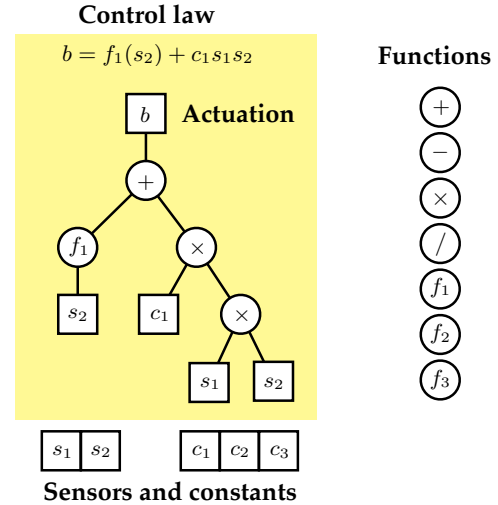 Control law
b = f₁(s₂) + c₁s₁s₂
Functions
b Actuation
+
+
−
×
f₁ ×
/
s₂ c₁ ×
f₁
f₂
s₁ s₂
f₃
s₁ s₂ c₁ c₂ c₃
Sensors and constants